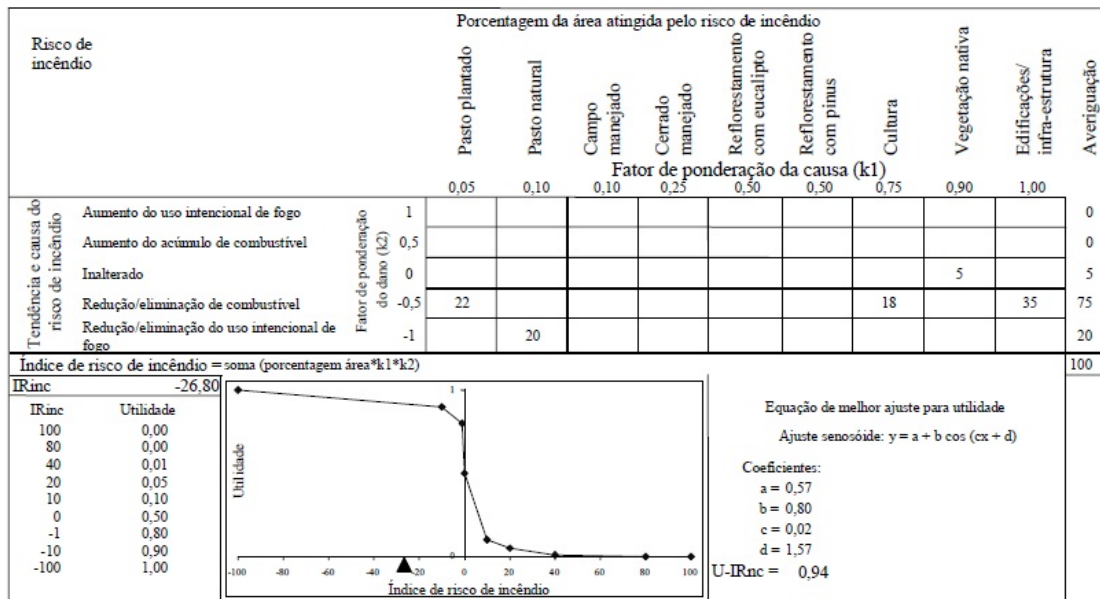 Porcentagem da área atingida pelo risco de incêndio
Risco de
incêndio
Pasto plantado
Pasto natural
Campo
manejado
Cerrado
manejado
Reflorestamento
com eucalipto
Reflorestamento
com pinus
Cultura
Vegetação nativa
Edificações/
infra-estrutura
Averiguação
Fator de ponderação da causa (k1)
0,05 0,10 0,10 0,25 0,50 0,50 0,75 0,90 1,00
Tendência e causa do
risco de incêndio
Fator de ponderação
do dano (k2)
Aumento do uso intencional de fogo 1 0
Aumento do acúmulo de combustível 0,5 0
Inalterado 0 5 5
Redução/eliminação de combustível -0,5 22 18 35 75
Redução/eliminação do uso intencional de
fogo -1 20 20
Índice de risco de incêndio = soma (porcentagem área*k1*k2) 100
IRinc -26,80
IRinc Utilidade
100 0,00
80 0,00
40 0,01
20 0,05
10 0,10
0 0,50
-1 0,80
-10 0,90
-100 1,00
Utilidade
1
0
-100 -80 -60 -40 -20 0 20 40 60 80 100
Índice de risco de incêndio
Equação de melhor ajuste para utilidade
Ajuste senosóide: y = a + b cos (cx + d)
Coeficientes:
a = 0,57
b = 0,80
c = 0,02
d = 1,57
U-IRnc = 0,94